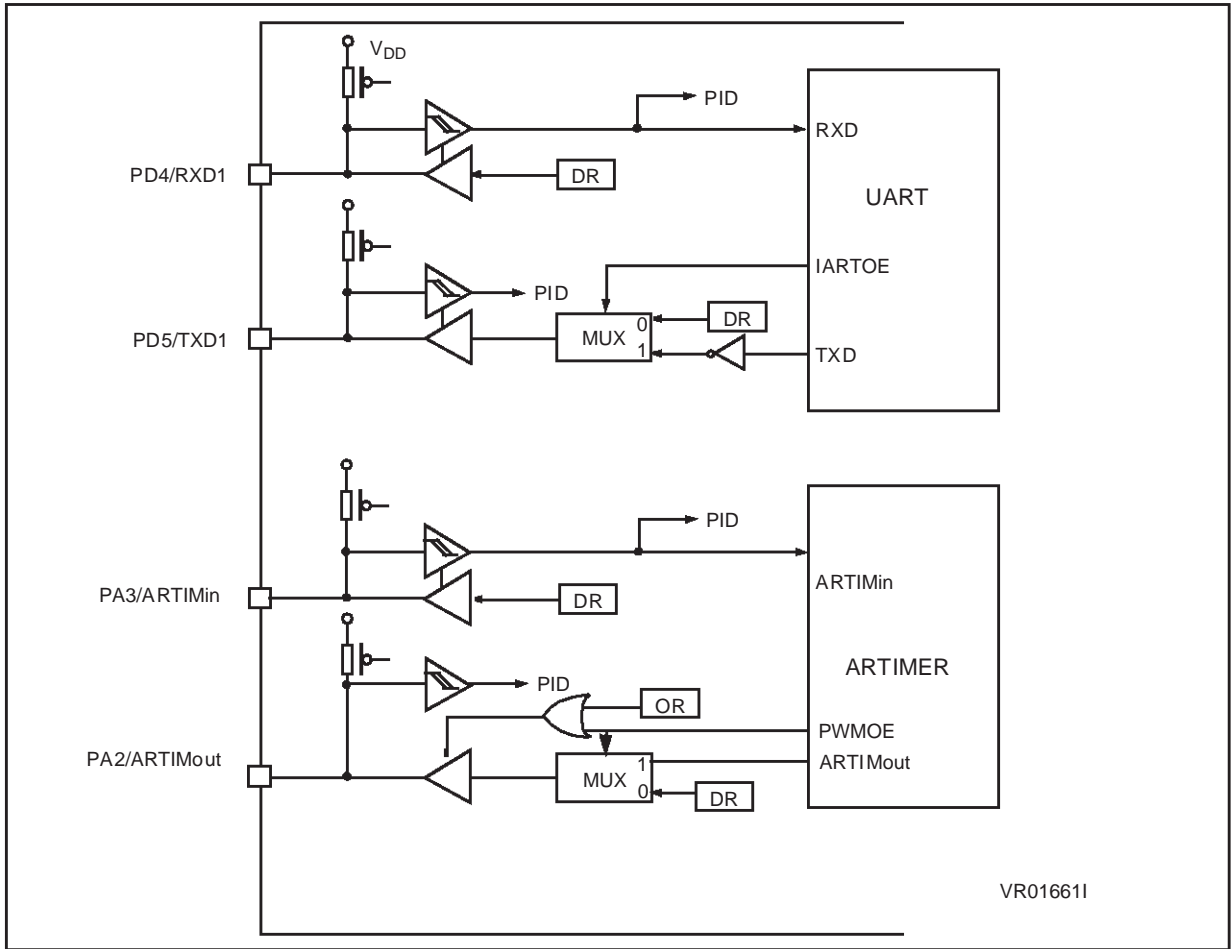 VDD
PID
RXD
PD4/RXD1
DR
UART
IARTOE
PID
DR
PD5/TXD1
MUX
0
1
TXD
PID
ARTIMin
PA3/ARTIMin
DR
ARTIMER
PID
OR
PWMOE
PA2/ARTIMout
MUX
1
0
ARTIMout
DR
VR01661I